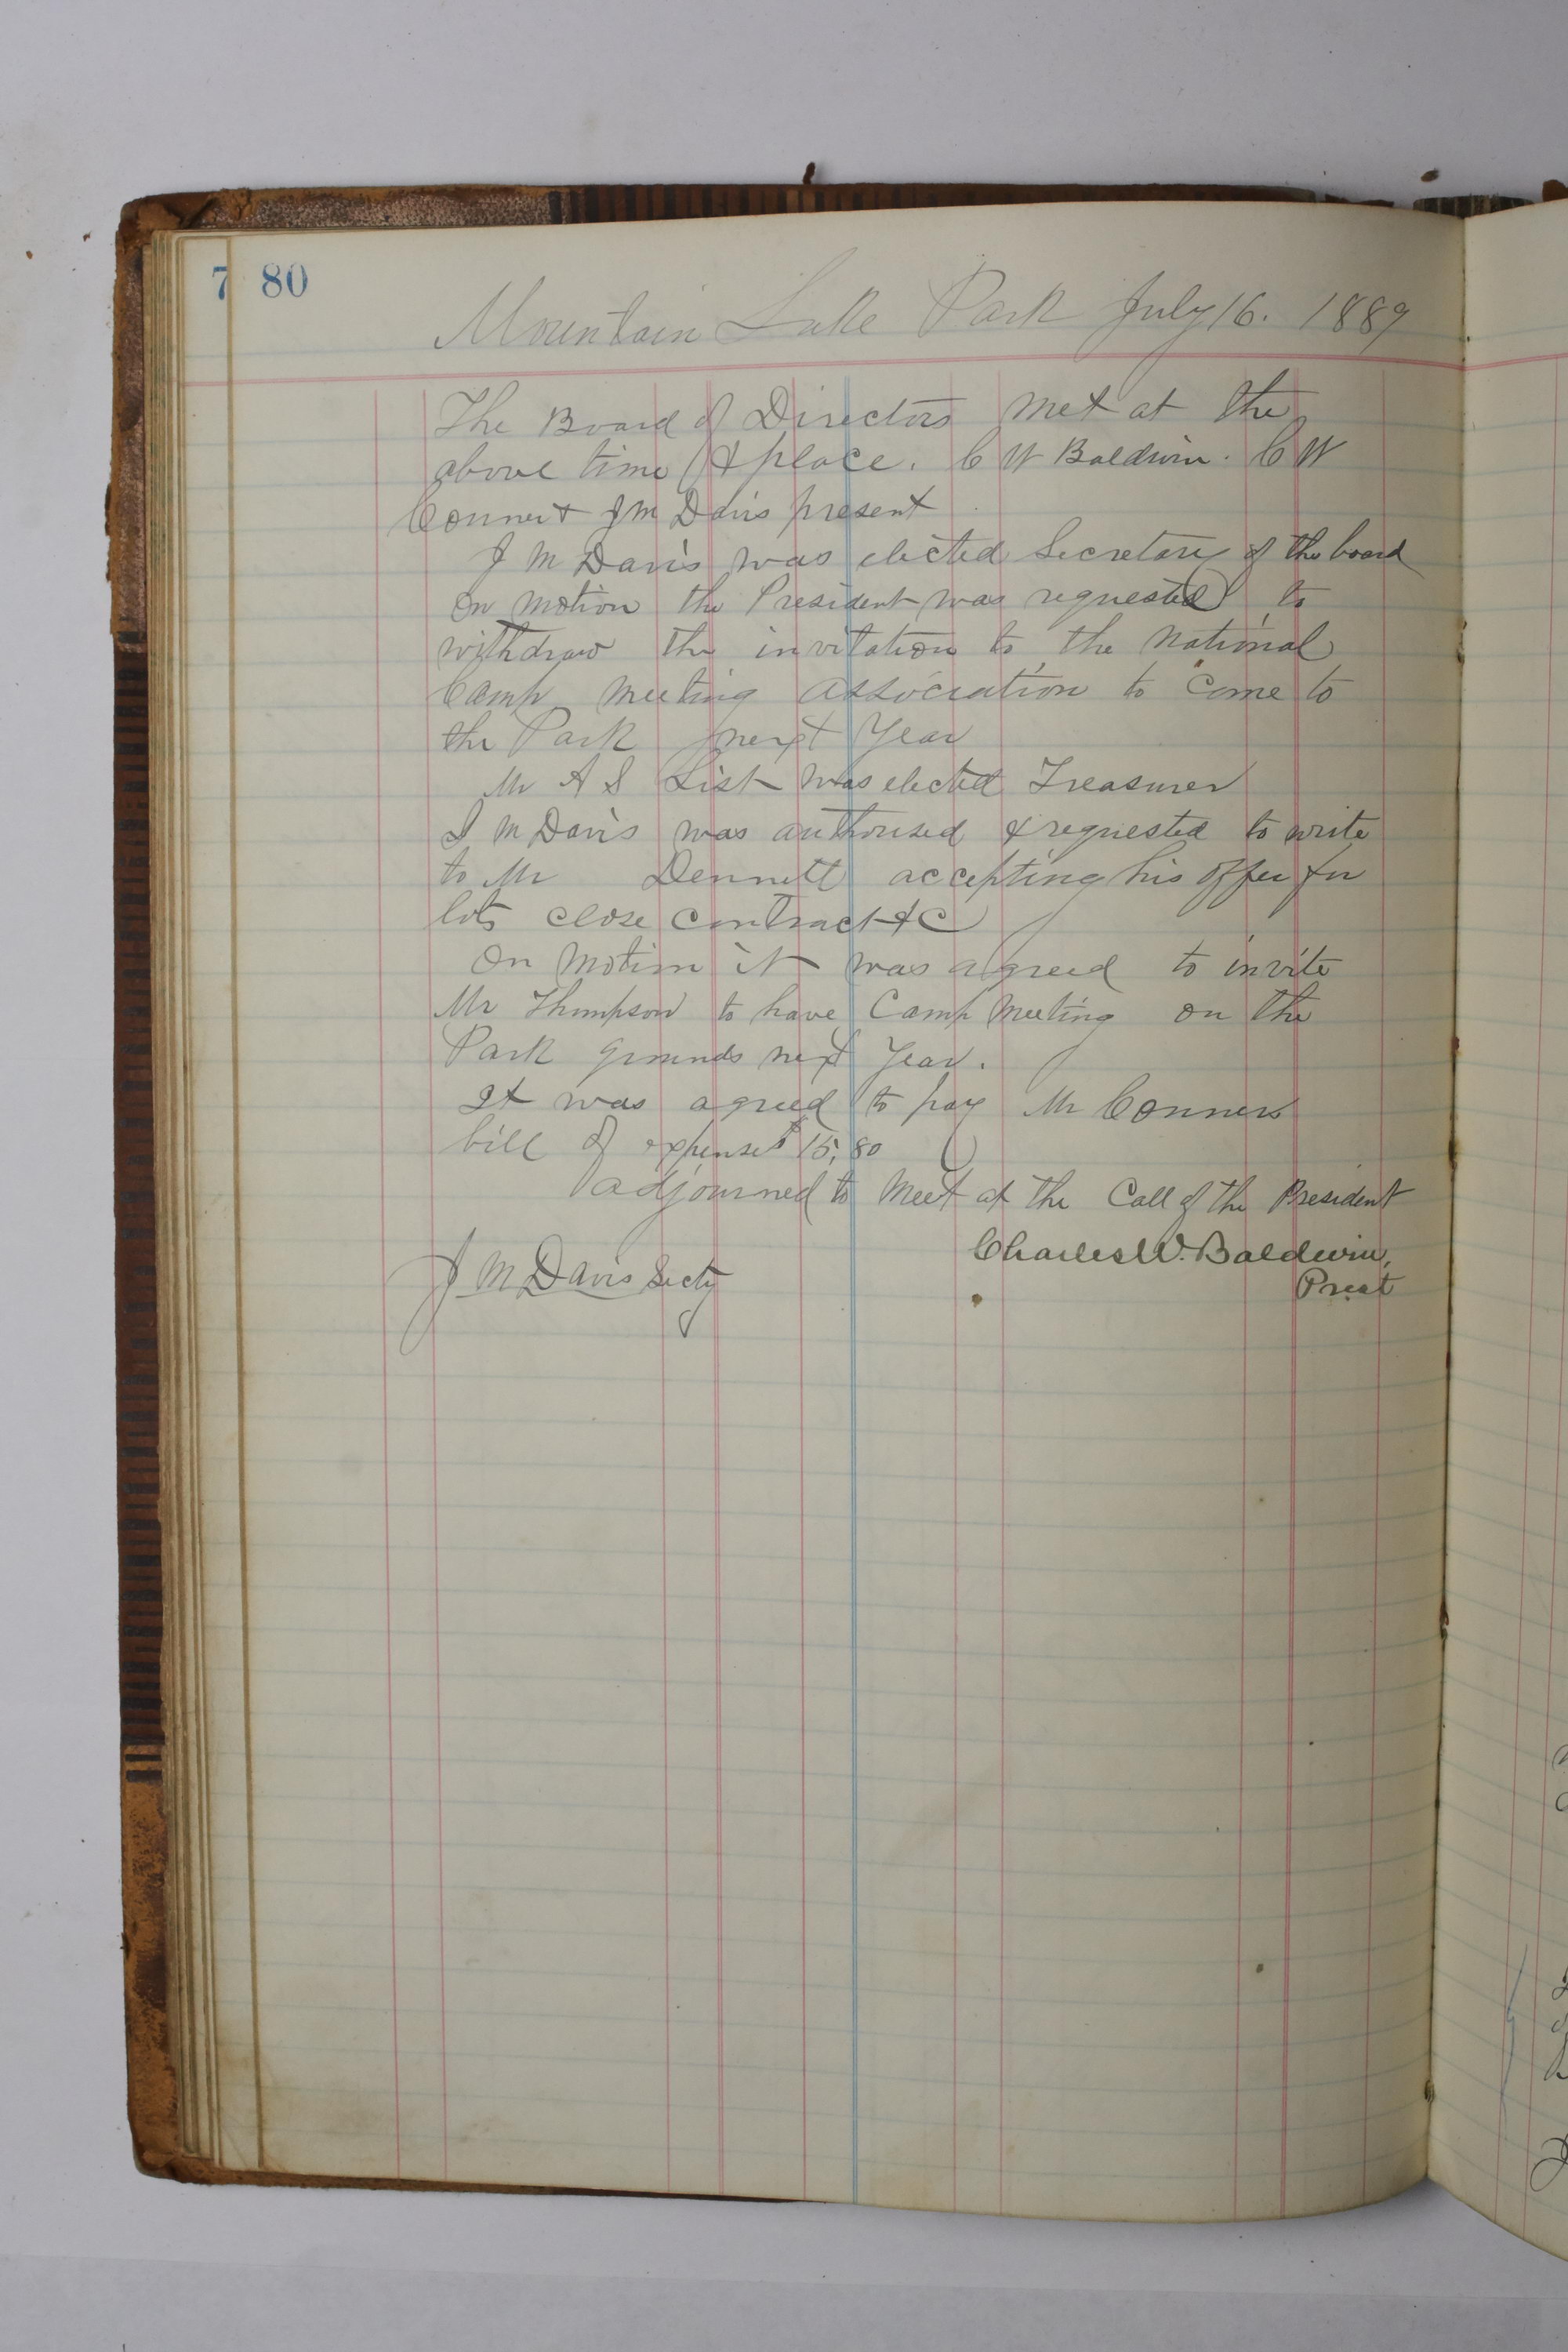 7 80
Mountain Lake Park July 16. 1889
The Board of Directors met at the
above time & place. C W Baldwin. C W
Conner & J M Davis present
J M Davis was elected Secretary of the board
On motion the President was requested to
withdraw the invitation to the National
Camp meeting association to come to
the Park next Year
Mr A S List was elected Treasurer
J M Davis was authorised & requested to write
to Mr Dennett accepting his offer for
lots close contract &C
On motion it was agreed to invite
Mr Thompson to have Camp meeting on the
Park grounds next Year.
It was agreed to pay Mr Conners
bill of expenses 15,80
adjourned to meet at the Call of the President
Charles W. Baldwin,
Prest
J M Davis Secty